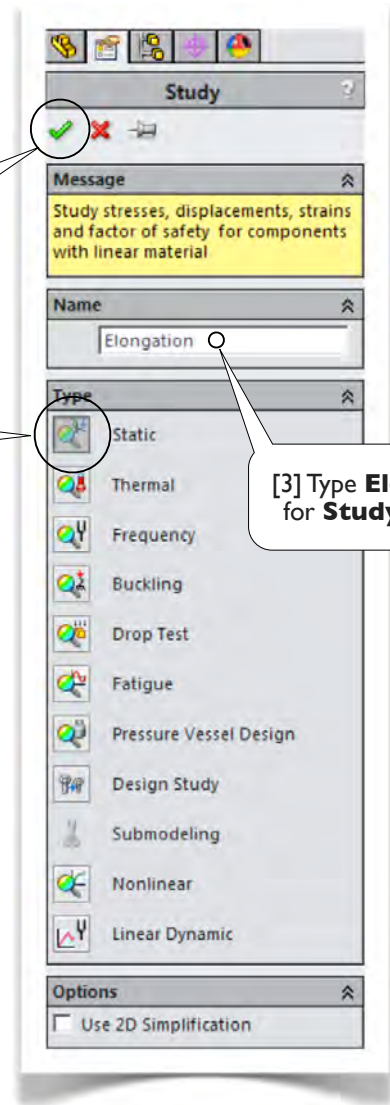 Study
?
Message
Study stresses, displacements, strains
and factor of safety for components
with linear material
Name
Elongation
Type
Static
[3] Type El
for Study
Thermal
Frequency
Buckling
Drop Test
Fatigue
Pressure Vessel Design
Design Study
Submodeling
Nonlinear
Linear Dynamic
Options
Use 2D Simplification